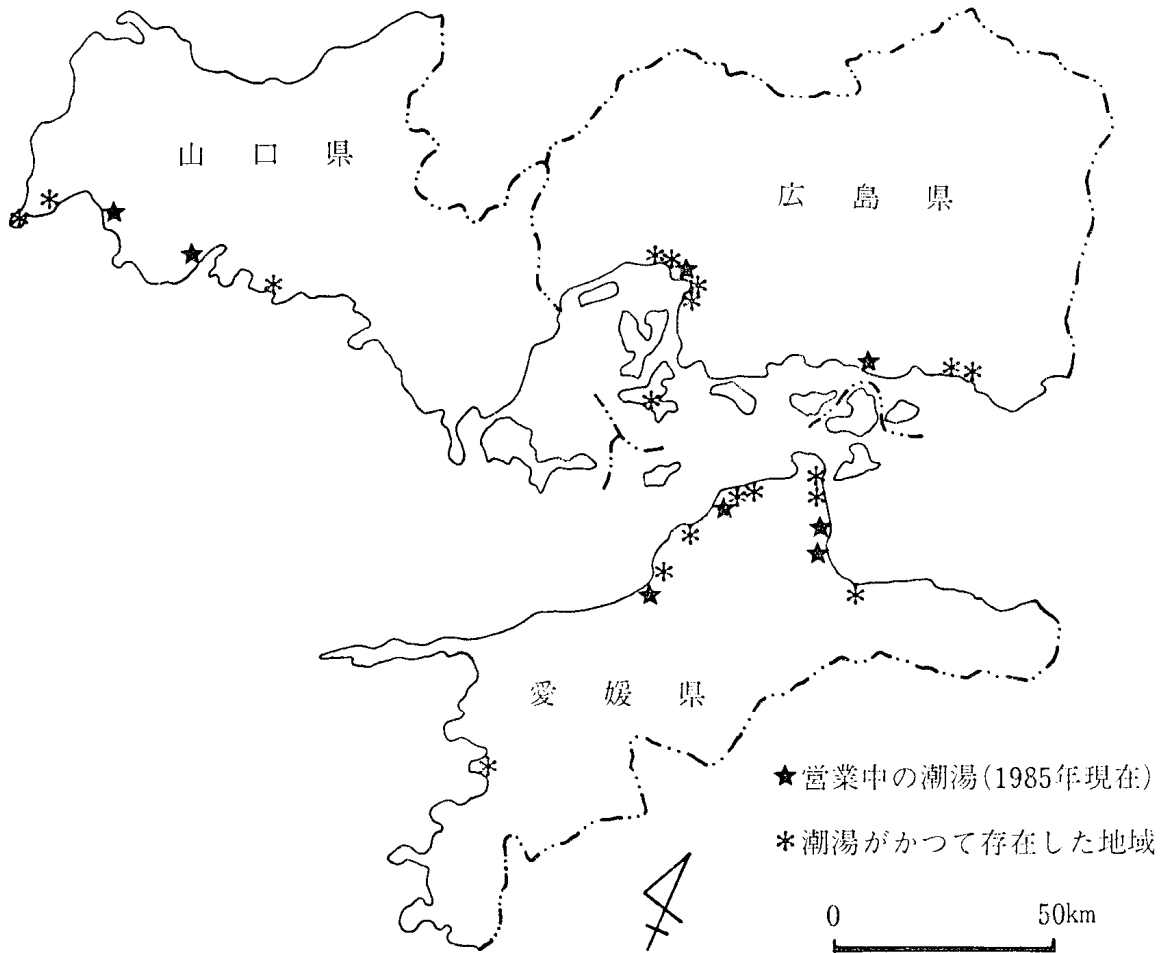 山口県
広島県
愛媛県
★営業中の潮湯(1985年現在)
*潮湯がかつて存在した地域
0 50km